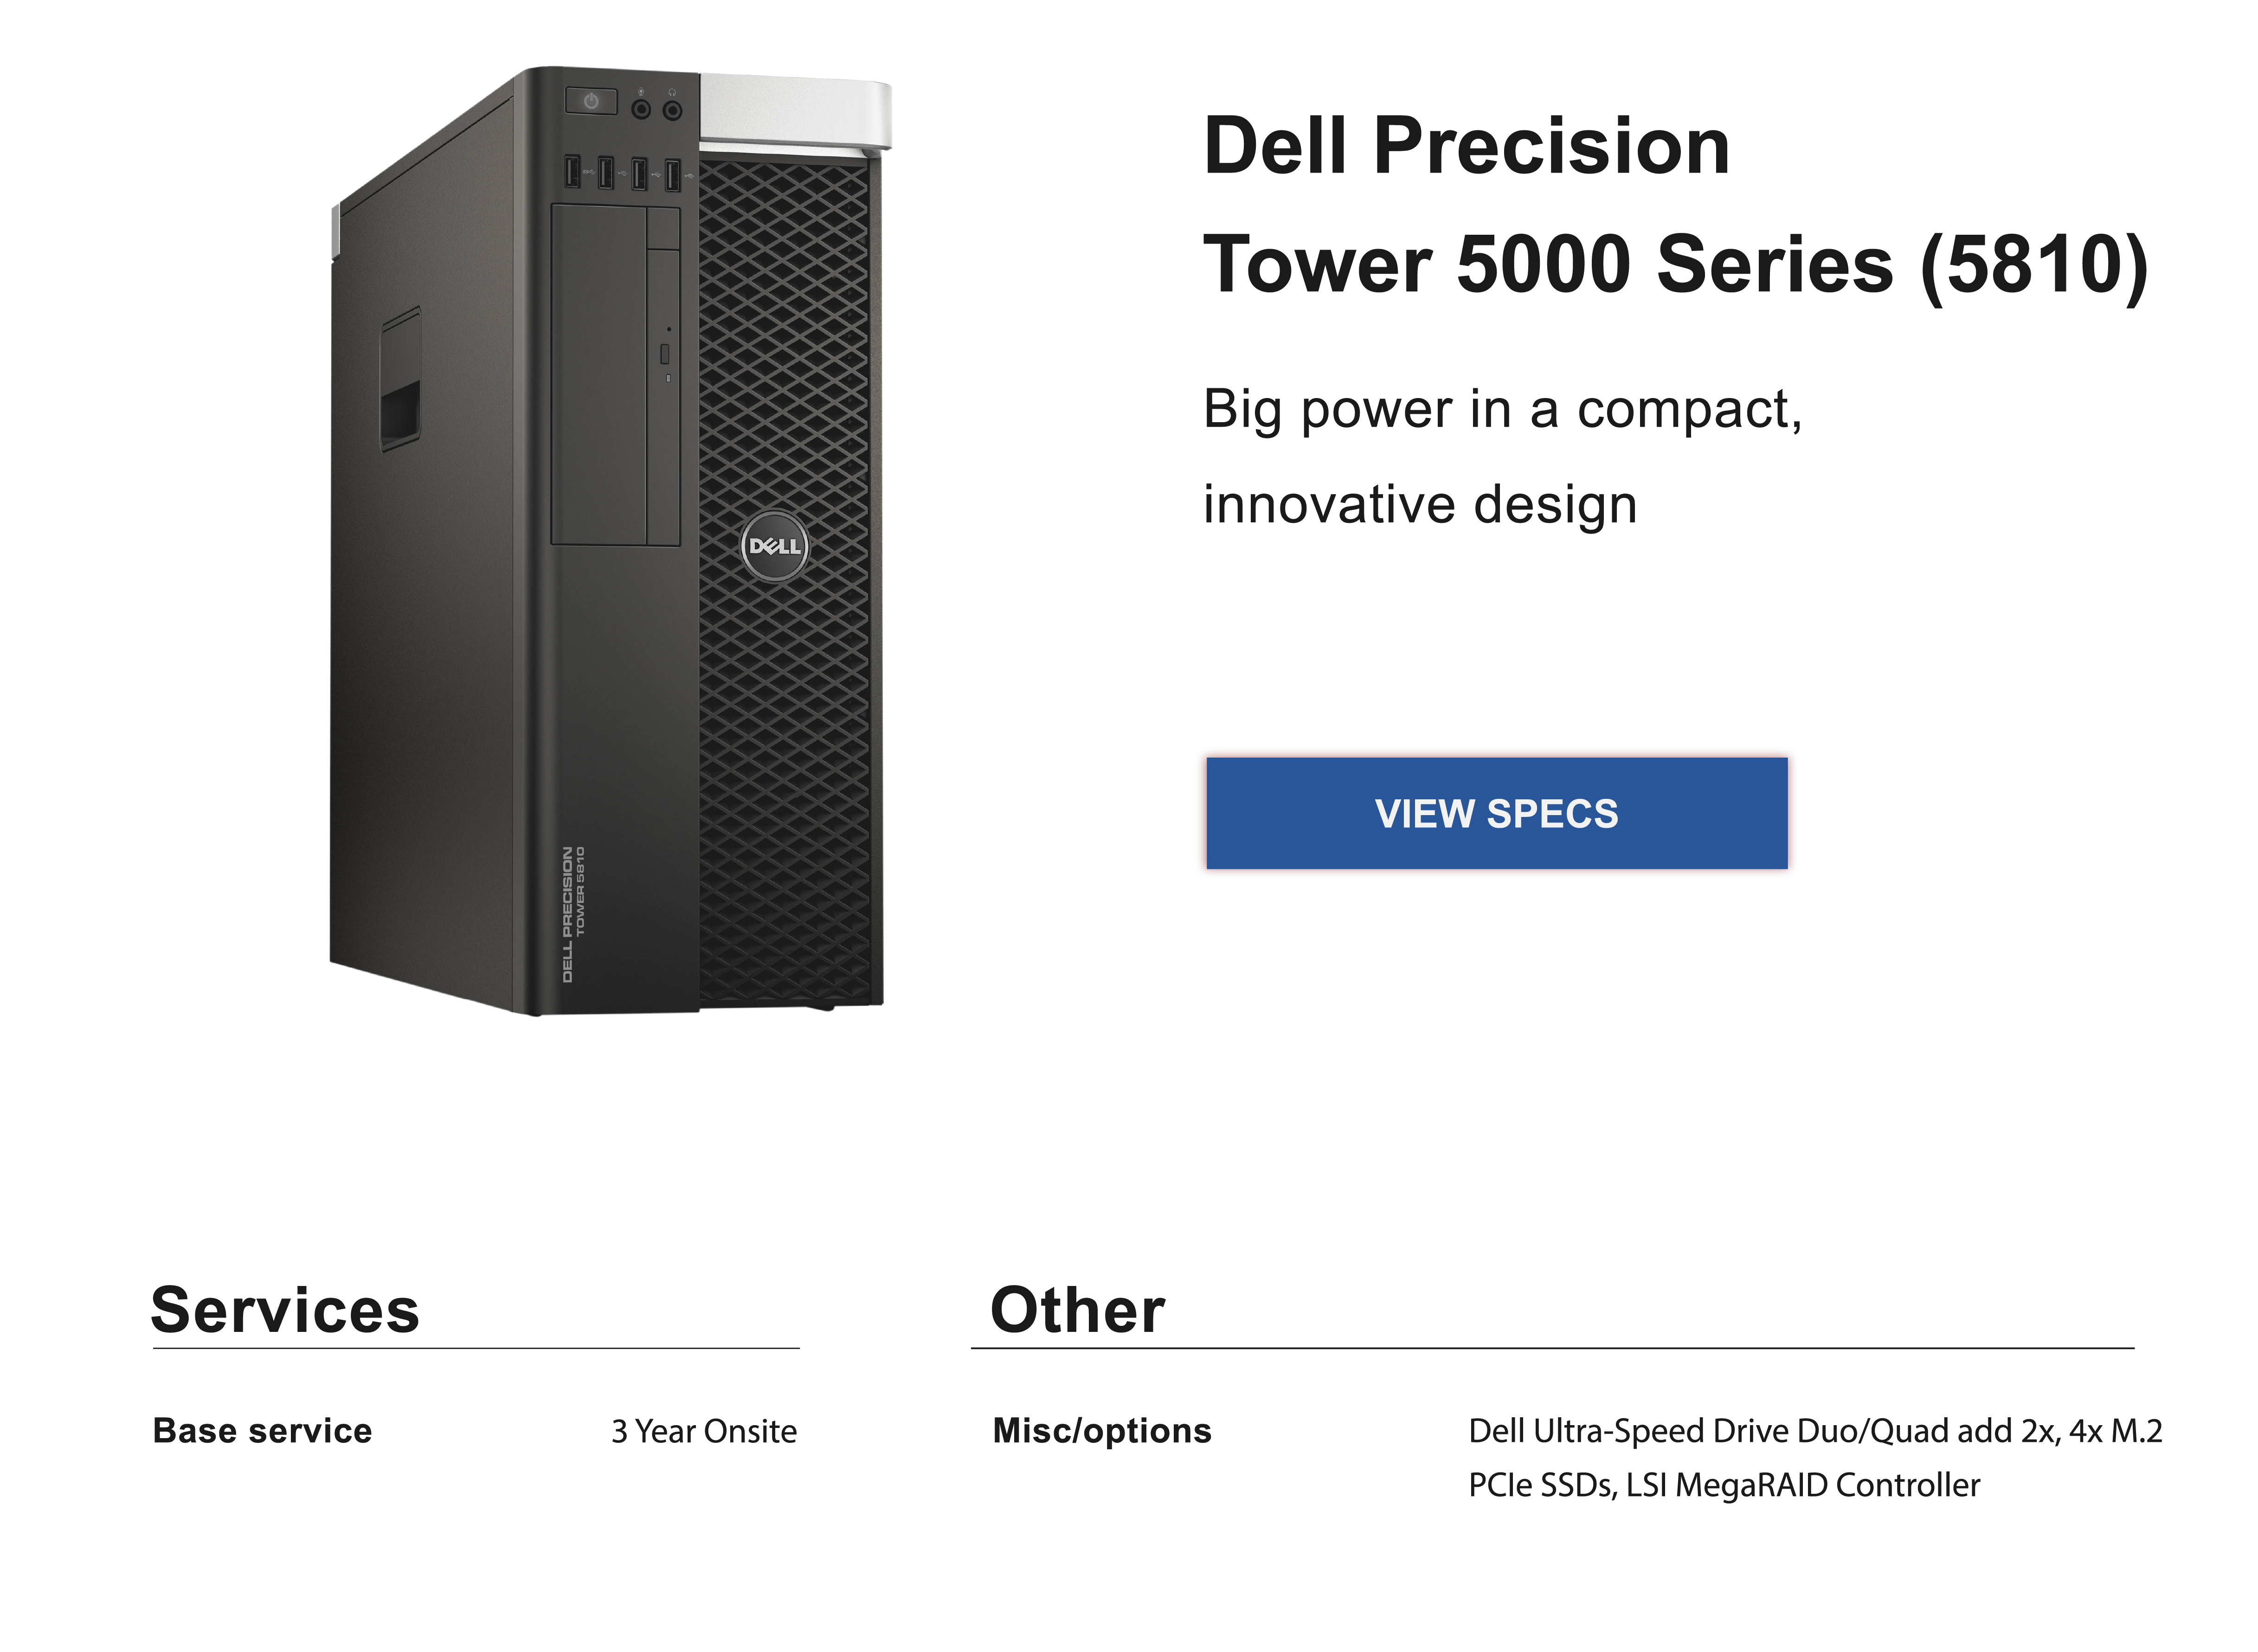 Dell Precision
Tower 5000 Series (5810)
Big power in a compact,
innovative design
VIEW SPECS
DELL
DELL PRECISION
TOWER 5810
Services
Base service
3 Year Onsite
Other
Misc/options
Dell Ultra-Speed Drive Duo/Quad add 2x, 4x M.2
PCIe SSDs, LSI MegaRAID Controller